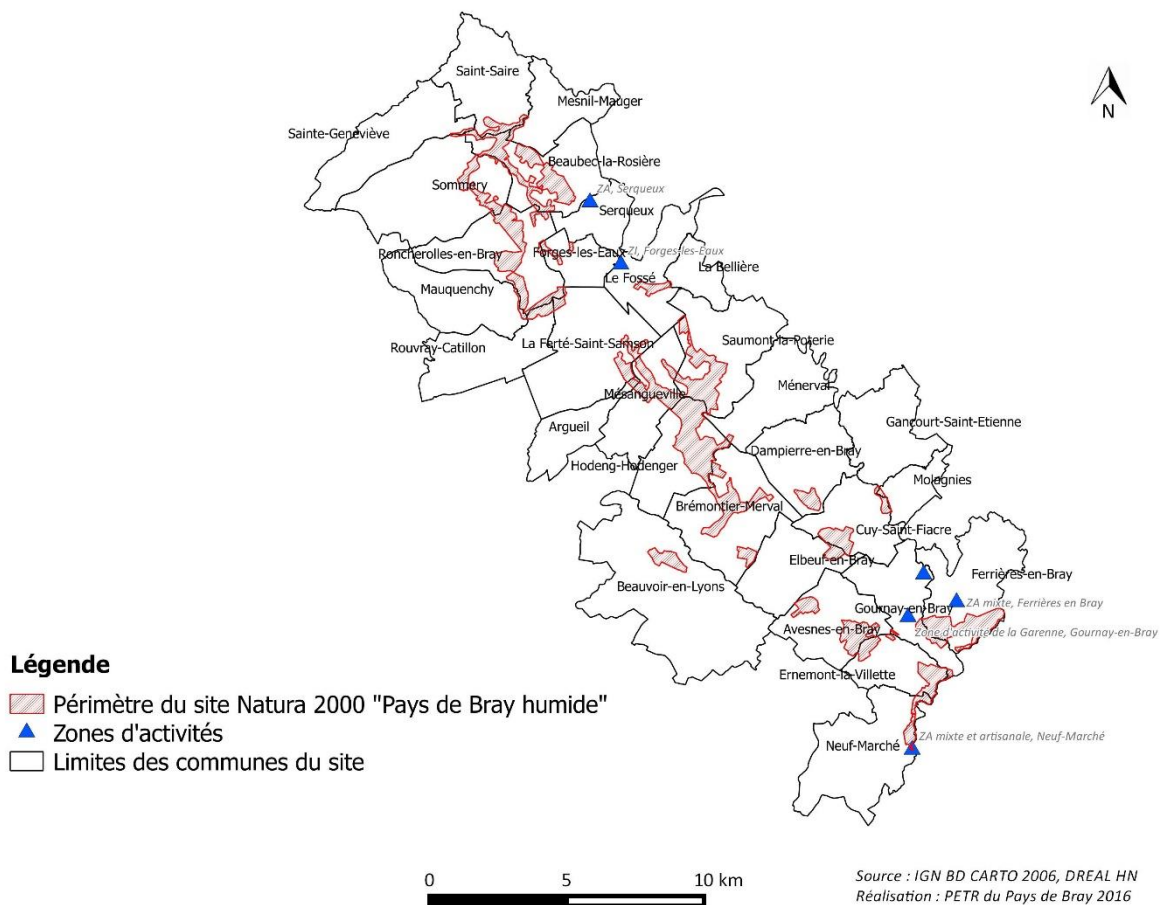 Saint-Saire
Mesnil-Mauger
Sainte-Geneviève
N
Beaubec-la-Rosière
Sommery
ZA, Serqueux
Serqueux
Roncherolles-en-Bray
Forges-les-Eaux
ZI, Forges-les-Eaux
La Bellière
Le Fossé
Mauquenchy
Rouvray-Catillon
La Ferté-Saint-Samson
Saumont-la-Poterie
Ménerval
Mésangueville
Argueil
Gancourt-Saint-Etienne
Dampierre-en-Bray
Hodeng-Hodenger
Molagnies
Brémontier-Merval
Cuy-Saint-Fiacre
Elbeuf-en-Bray
Ferrières-en-Bray
Beauvoir-en-Lyons
ZA mixte, Ferrières en Bray
Gournay-en-Bray
Avesnes-en-Bray
Zone d'activité de la Garenne, Gournay-en-Bray
Ernemont-la-Villette
ZA mixte et artisanale, Neuf-Marché
Neuf-Marché
Légende
Périmètre du site Natura 2000 "Pays de Bray humide"
Zones d'activités
Limites des communes du site
0 5 10 km
Source : IGN BD CARTO 2006, DREAL HN
Réalisation : PETR du Pays de Bray 2016